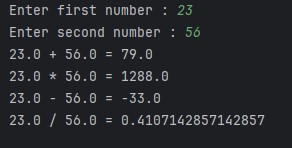 Enter first number : 23
Enter second number : 56
23.0 + 56.0 = 79.0
23.0 * 56.0 = 1288.0
23.0 - 56.0 = -33.0
23.0 / 56.0 = 0.4107142857142857